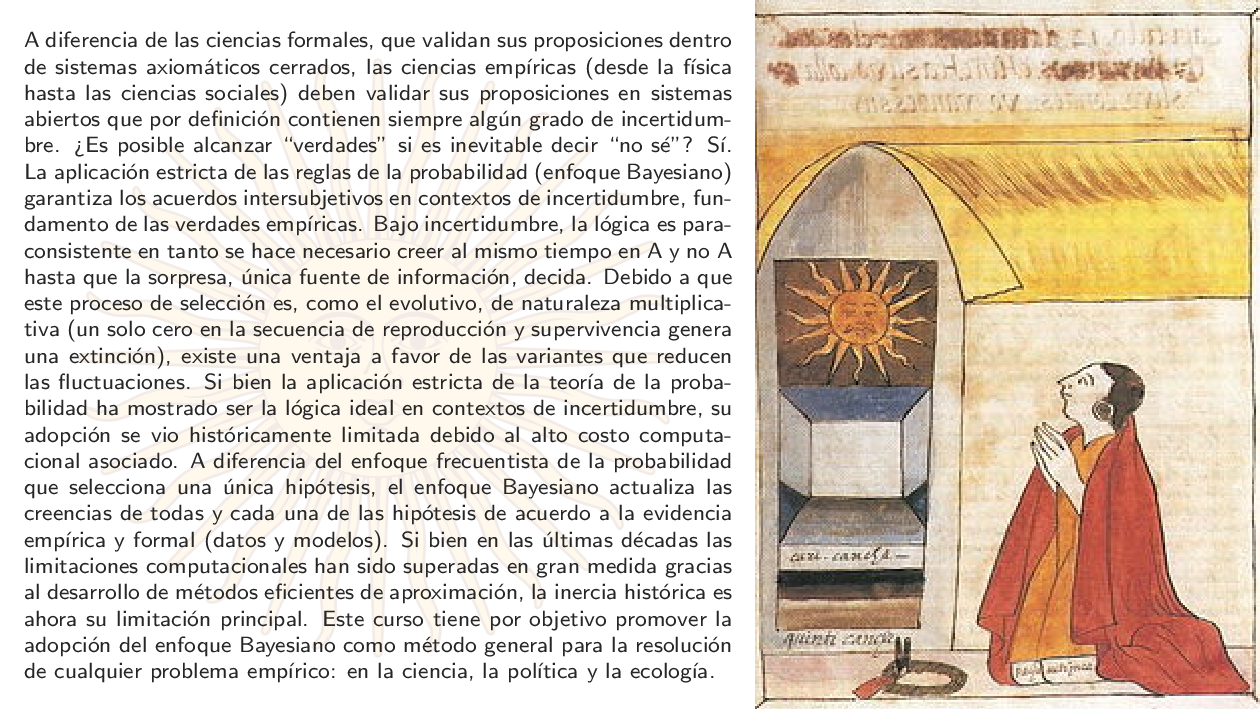 A diferencia de las ciencias formales, que validan sus proposiciones dentro
de sistemas axiomáticos cerrados, las ciencias empíricas (desde la física
hasta las ciencias sociales) deben validar sus proposiciones en sistemas
abiertos que por definición contienen siempre algún grado de incertidum-
bre. ¿Es posible alcanzar “verdades” si es inevitable decir “no sé”? Sí.
La aplicación estricta de las reglas de la probabilidad (enfoque Bayesiano)
garantiza los acuerdos intersubjetivos en contextos de incertidumbre, fun-
damento de las verdades empíricas. Bajo incertidumbre, la lógica es para-
consistente en tanto se hace necesario creer al mismo tiempo en A y no A
hasta que la sorpresa, única fuente de información, decida. Debido a que
este proceso de selección es, como el evolutivo, de naturaleza multiplica-
tiva (un solo cero en la secuencia de reproducción y supervivencia genera
una extinción), existe una ventaja a favor de las variantes que reducen
las fluctuaciones. Si bien la aplicación estricta de la teoría de la proba-
bilidad ha mostrado ser la lógica ideal en contextos de incertidumbre, su
adopción se vio históricamente limitada debido al alto costo computa-
cional asociado. A diferencia del enfoque frecuentista de la probabilidad
que selecciona una única hipótesis, el enfoque Bayesiano actualiza las
creencias de todas y cada una de las hipótesis de acuerdo a la evidencia
empírica y formal (datos y modelos). Si bien en las últimas décadas las
limitaciones computacionales han sido superadas en gran medida gracias
al desarrollo de métodos eficientes de aproximación, la inercia histórica es
ahora su limitación principal. Este curso tiene por objetivo promover la
adopción del enfoque Bayesiano como método general para la resolución
de cualquier problema empírico: en la ciencia, la política y la ecología.